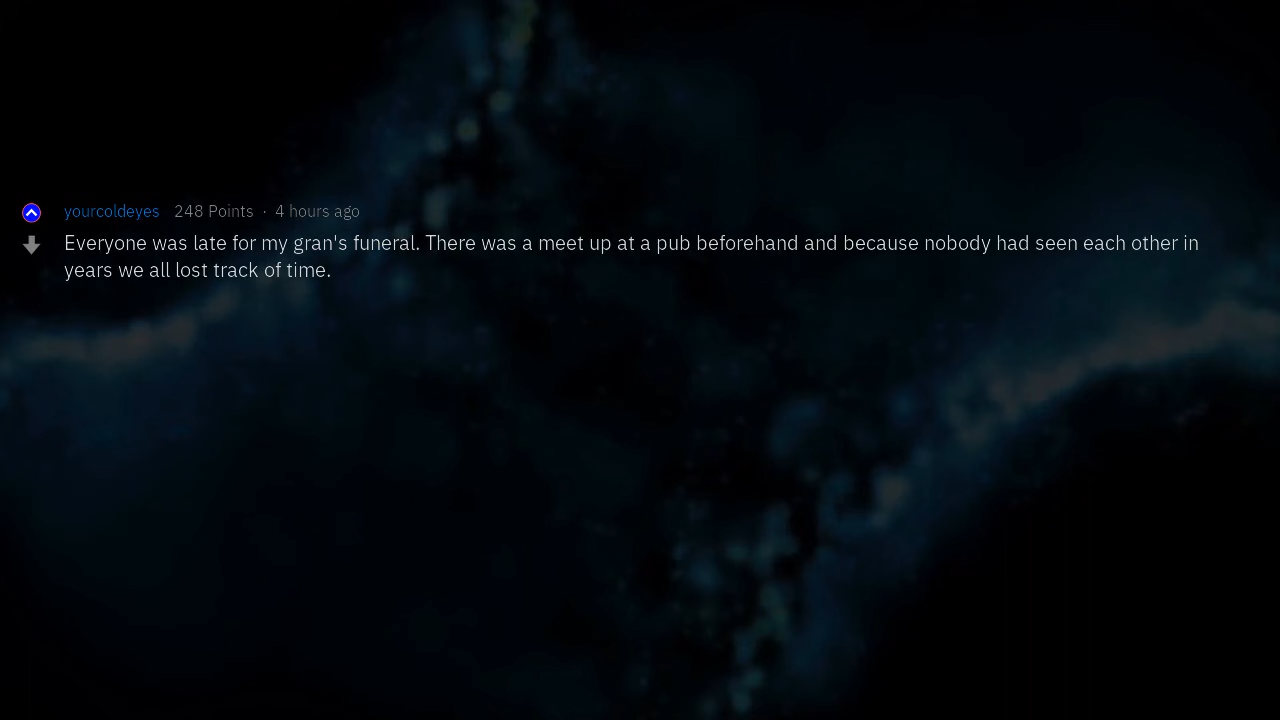 yourcoldeyes 248 Points · 4 hours ago
Everyone was late for my gran's funeral. There was a meet up at a pub beforehand and because nobody had seen each other in
years we all lost track of time.